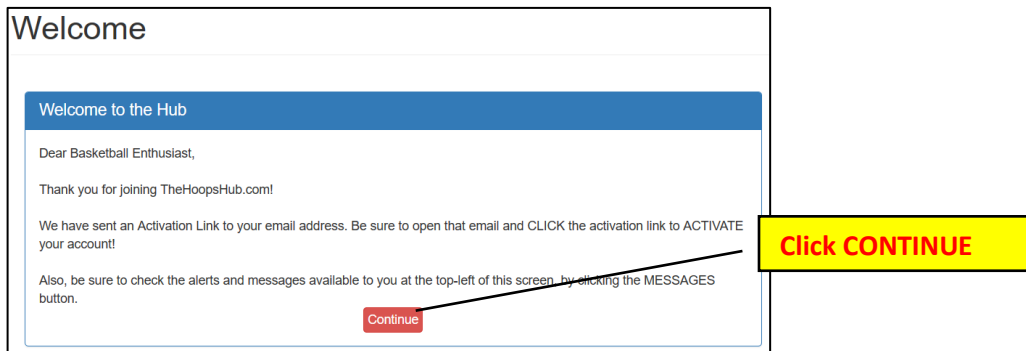 Welcome
Welcome to the Hub
Dear Basketball Enthusiast,
Thank you for joining TheHoopsHub.com!
We have sent an Activation Link to your email address. Be sure to open that email and CLICK the activation link to ACTIVATE
your account!
Click CONTINUE
Also, be sure to check the alerts and messages available to you at the top-left of this screen, by clicking the MESSAGES
button.
Continue